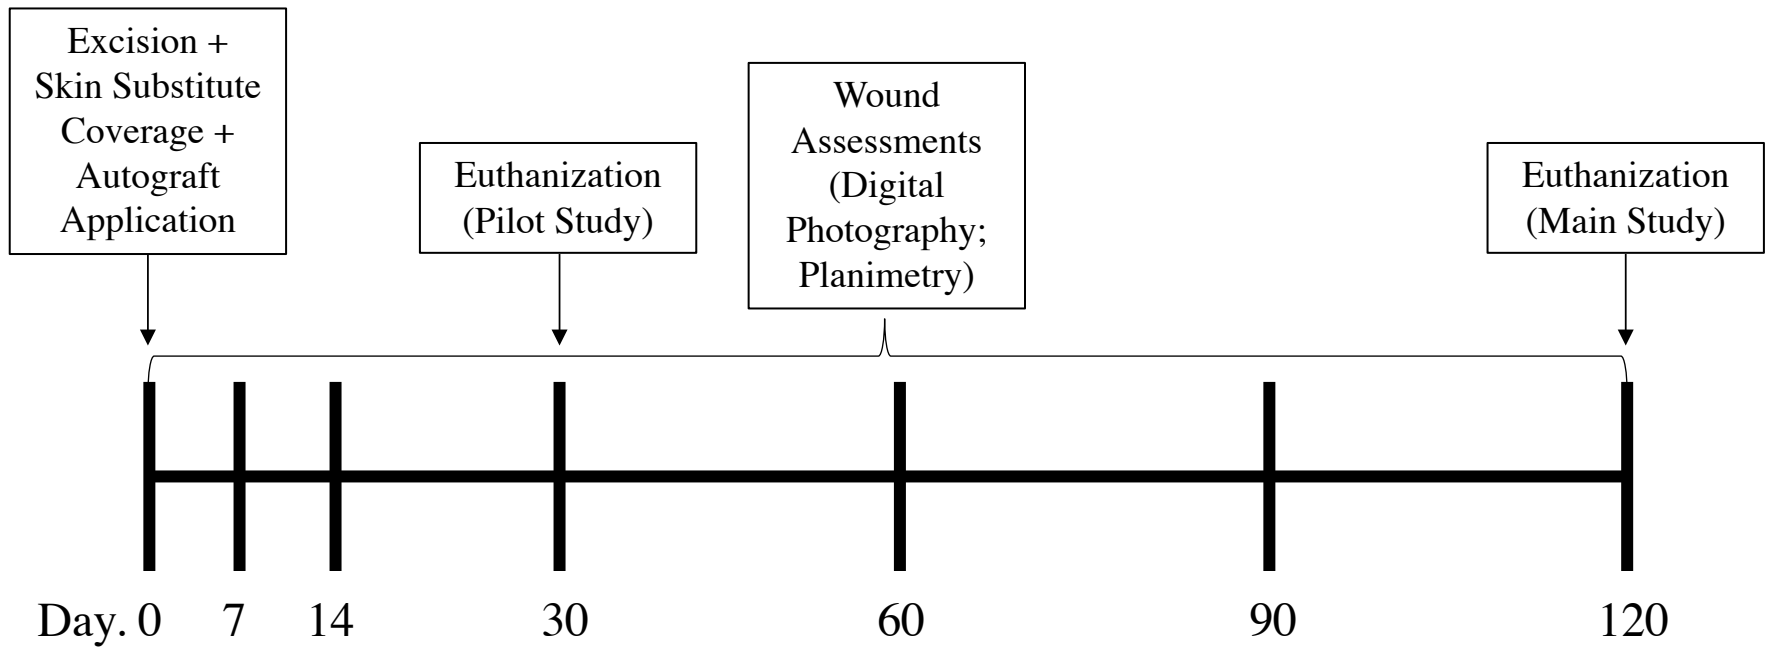 Excision +
Skin Substitute
Coverage +
Autograft
Application
Euthanization
(Pilot Study)
Wound
Assessments
(Digital
Photography;
Planimetry)
Euthanization
(Main Study)
Day. 0 7 14 30 60 90 120